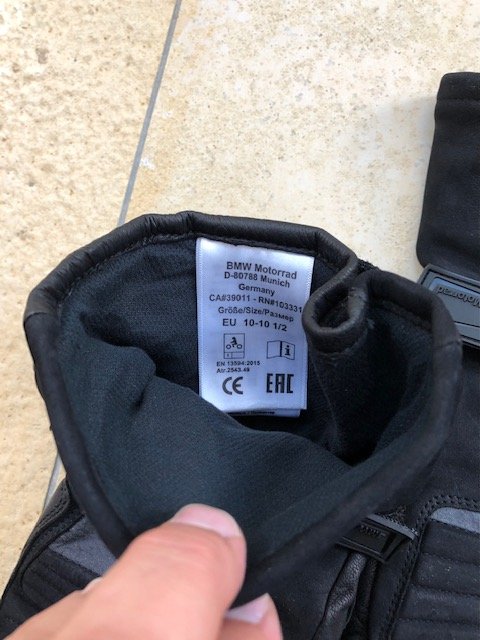 BMW Motorrad
D-80788 Munich
Germany
CA#39011 - RN#103331
Größe/Size/Размер
EU 10-10 1/2
EN 13594:2015
CE EAC